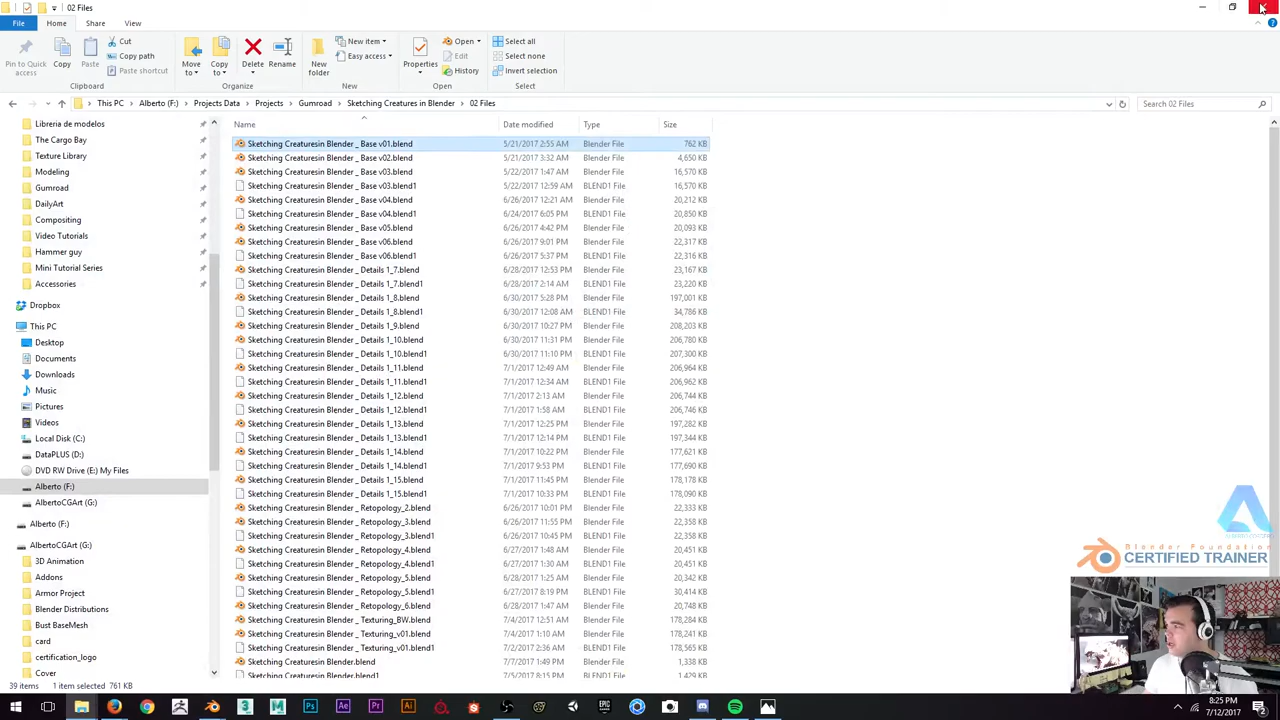 02 Files
File Home Share View
Pin to Quick access
Copy
Paste
Cut
Copy path
Paste shortcut
Move to
Copy to
Delete
Rename
New folder
New item
Easy access
Properties
Open
Edit
History
Select all
Select none
Invert selection
Clipboard
Organize
New
Open
Select
This PC > Alberto (F:) > Projects Data > Projects > Gumroad > Sketching Creatures in Blender > 02 Files
Search 02 Files
Name Date modified Type Size
Libreria de modelos
The Cargo Bay
Texture Library
Modeling
Gumroad
DailyArt
Compositing
Video Tutorials
Hammer guy
Mini Tutorial Series
Accessories
Dropbox
This PC
Desktop
Documents
Downloads
Music
Pictures
Videos
Local Disk (C:)
DataPLUS (D:)
DVD RW Drive (E:) My Files
Alberto (F:)
AlbertoCGArt (G:)
Alberto (F:)
AlbertoCGArt (G:)
3D Animation
Addons
Armor Project
Blender Distributions
Bust BaseMesh
card
certification_logo
Cover
Sketching Creaturesin Blender _ Base v01.blend 5/21/2017 2:55 AM Blender File 762 KB
Sketching Creaturesin Blender _ Base v02.blend 5/21/2017 3:32 AM Blender File 4,650 KB
Sketching Creaturesin Blender _ Base v03.blend 5/22/2017 1:47 AM Blender File 16,570 KB
Sketching Creaturesin Blender _ Base v03.blend1 5/22/2017 12:59 AM BLEND1 File 16,570 KB
Sketching Creaturesin Blender _ Base v04.blend 6/26/2017 12:21 AM Blender File 20,212 KB
Sketching Creaturesin Blender _ Base v04.blend1 6/24/2017 6:05 PM BLEND1 File 20,850 KB
Sketching Creaturesin Blender _ Base v05.blend 6/26/2017 4:42 PM Blender File 20,093 KB
Sketching Creaturesin Blender _ Base v06.blend 6/26/2017 9:01 PM Blender File 22,317 KB
Sketching Creaturesin Blender _ Base v06.blend1 6/26/2017 5:37 PM BLEND1 File 22,316 KB
Sketching Creaturesin Blender _ Details 1_7.blend 6/28/2017 12:53 PM Blender File 23,167 KB
Sketching Creaturesin Blender _ Details 1_7.blend1 6/28/2017 2:14 AM BLEND1 File 23,220 KB
Sketching Creaturesin Blender _ Details 1_8.blend 6/30/2017 5:28 PM Blender File 197,001 KB
Sketching Creaturesin Blender _ Details 1_8.blend1 6/30/2017 12:08 AM BLEND1 File 34,786 KB
Sketching Creaturesin Blender _ Details 1_9.blend 6/30/2017 10:27 PM Blender File 208,203 KB
Sketching Creaturesin Blender _ Details 1_10.blend 6/30/2017 11:31 PM Blender File 206,780 KB
Sketching Creaturesin Blender _ Details 1_10.blend1 6/30/2017 11:10 PM BLEND1 File 207,300 KB
Sketching Creaturesin Blender _ Details 1_11.blend 7/1/2017 12:49 AM Blender File 206,964 KB
Sketching Creaturesin Blender _ Details 1_11.blend1 7/1/2017 12:34 AM BLEND1 File 206,962 KB
Sketching Creaturesin Blender _ Details 1_12.blend 7/1/2017 2:13 AM Blender File 206,744 KB
Sketching Creaturesin Blender _ Details 1_12.blend1 7/1/2017 1:58 AM BLEND1 File 206,746 KB
Sketching Creaturesin Blender _ Details 1_13.blend 7/1/2017 12:24 PM Blender File 197,282 KB
Sketching Creaturesin Blender _ Details 1_13.blend1 7/1/2017 12:14 PM BLEND1 File 197,344 KB
Sketching Creaturesin Blender _ Details 1_14.blend 7/1/2017 10:22 PM Blender File 177,621 KB
Sketching Creaturesin Blender _ Details 1_14.blend1 7/1/2017 9:53 PM BLEND1 File 177,690 KB
Sketching Creaturesin Blender _ Details 1_15.blend 7/1/2017 11:45 PM Blender File 178,178 KB
Sketching Creaturesin Blender _ Details 1_15.blend1 7/1/2017 10:33 PM BLEND1 File 178,090 KB
Sketching Creaturesin Blender _ Retopology_2.blend 6/26/2017 10:01 PM Blender File 22,333 KB
Sketching Creaturesin Blender _ Retopology_3.blend 6/26/2017 11:55 PM Blender File 22,358 KB
Sketching Creaturesin Blender _ Retopology_3.blend1 6/26/2017 10:45 PM BLEND1 File 22,358 KB
Sketching Creaturesin Blender _ Retopology_4.blend 6/27/2017 1:48 AM Blender File 20,451 KB
Sketching Creaturesin Blender _ Retopology_4.blend1 6/27/2017 1:30 AM BLEND1 File 20,451 KB
Sketching Creaturesin Blender _ Retopology_5.blend 6/28/2017 1:25 AM Blender File 20,342 KB
Sketching Creaturesin Blender _ Retopology_5.blend1 6/27/2017 8:19 PM BLEND1 File 30,414 KB
Sketching Creaturesin Blender _ Retopology_6.blend 6/28/2017 1:47 AM Blender File 20,748 KB
Sketching Creaturesin Blender _ Texturing_BW.blend 7/4/2017 12:51 AM Blender File 178,284 KB
Sketching Creaturesin Blender _ Texturing_v01.blend 7/4/2017 1:10 AM Blender File 178,241 KB
Sketching Creaturesin Blender _ Texturing_v01.blend1 7/2/2017 2:36 AM BLEND1 File 178,565 KB
Sketching Creaturesin Blender.blend 7/7/2017 1:49 PM Blender File 1,338 KB
Sketching Creaturesin Blender.blend1 7/5/2017 8:15 PM BLEND1 File 1,429 KB
39 items 1 item selected 761 KB
Blender Foundation
CERTIFIED TRAINER
8:25 PM
7/12/2017